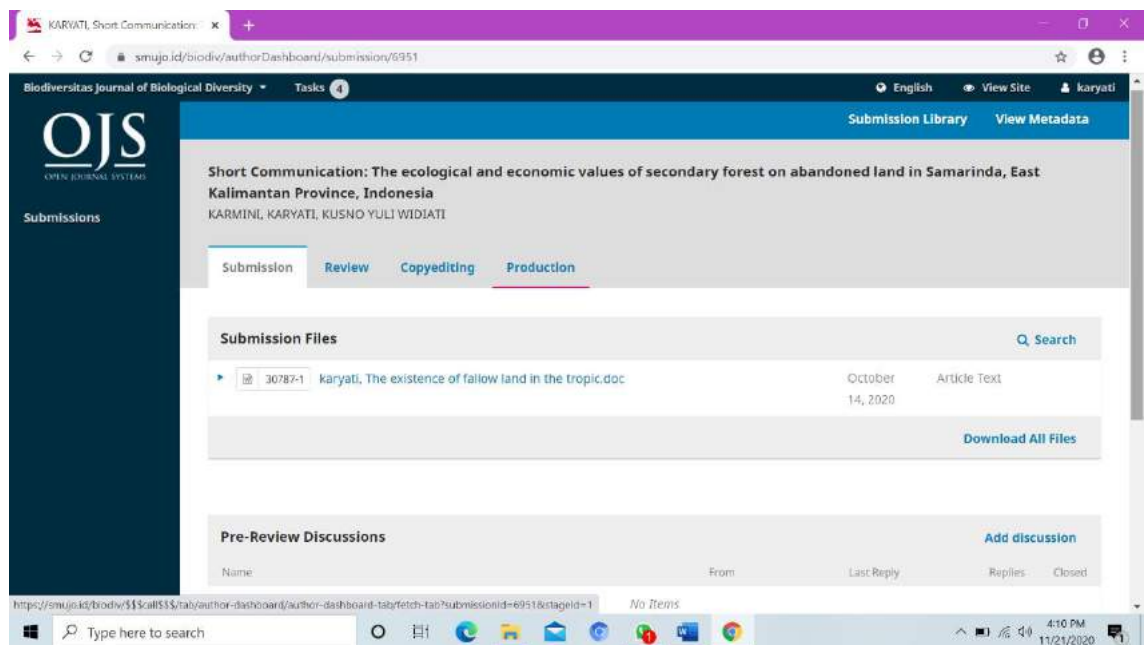 KARYATI, Short Communication:
smujo.id/biodiv/authorDashboard/submission/6951
Biodiversitas Journal of Biological Diversity Tasks 4 English View Site karyati
OJS
OPEN JOURNAL SYSTEMS
Submission Library View Metadata
Submissions
Short Communication: The ecological and economic values of secondary forest on abandoned land in Samarinda, East
Kalimantan Province, Indonesia
KARMINI, KARYATI, KUSNO YULI WIDIATI
Submission Review Copyediting Production
Submission Files Search
30787-1 karyati, The existence of fallow land in the tropic.doc October Article Text
14, 2020
Download All Files
Pre-Review Discussions Add discussion
Name From Last Reply Replies Closed
No Items
https://smujo.id/biodiv/$$$call$$$/tab/author-dashboard/author-dashboard-tab/fetch-tab?submissionId=6951&stageId=1
Type here to search 4:10 PM
11/21/2020